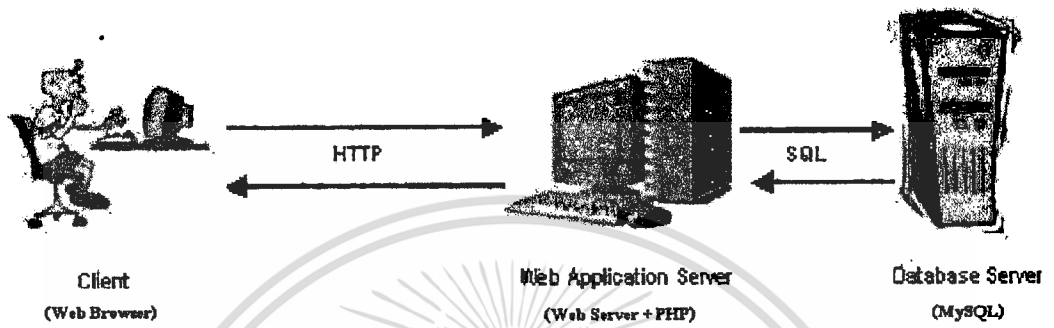 HTTP
SQL
Client
(Web Browser)
Web Application Server
(Web Server + PHP)
Database Server
(MySQL)